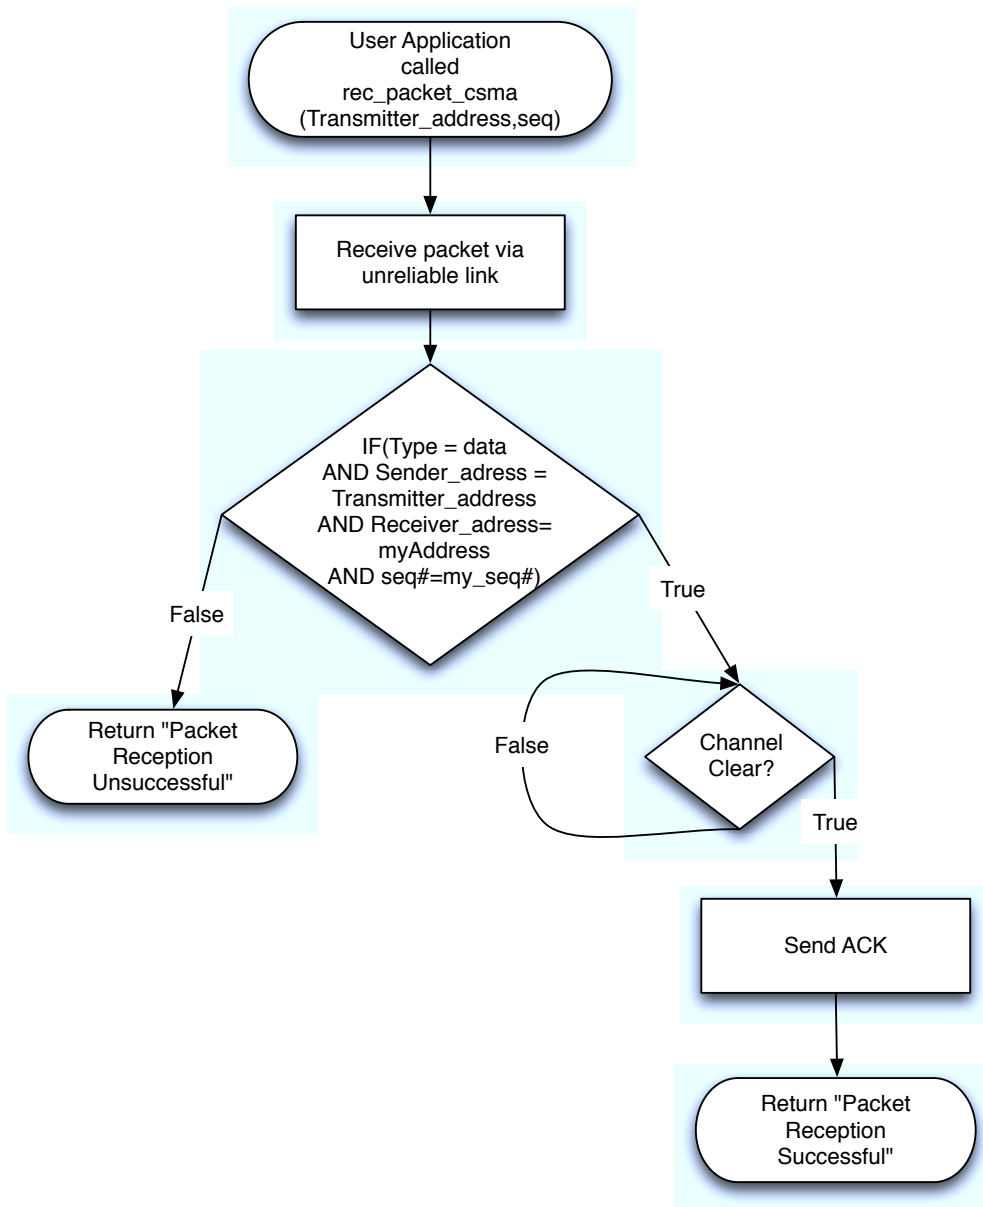 User Application
called
rec_packet_csma
(Transmitter_address,seq)
Receive packet via
unreliable link
IF(Type = data
AND Sender_adress =
Transmitter_address
AND Receiver_adress=
myAddress
AND seq#=my_seq#)
False
True
Return "Packet
Reception
Unsuccessful"
False
Channel
Clear?
True
Send ACK
Return "Packet
Reception
Successful"